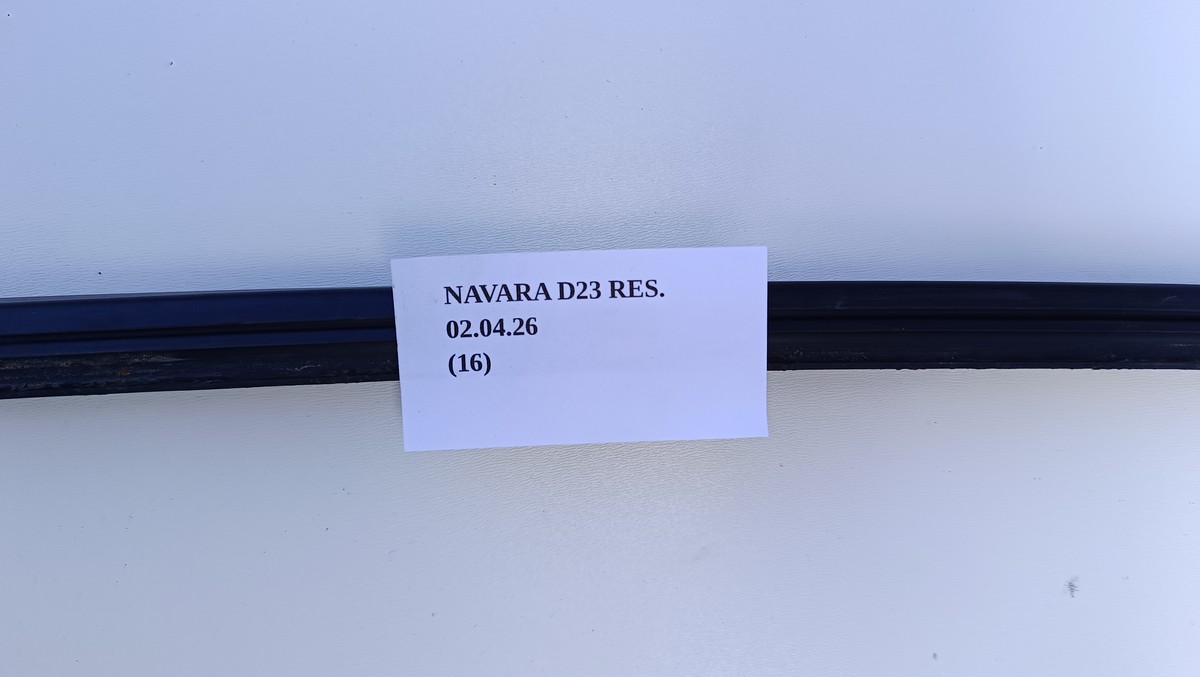 NAVARA D23 RES.
02.04.26
(16)